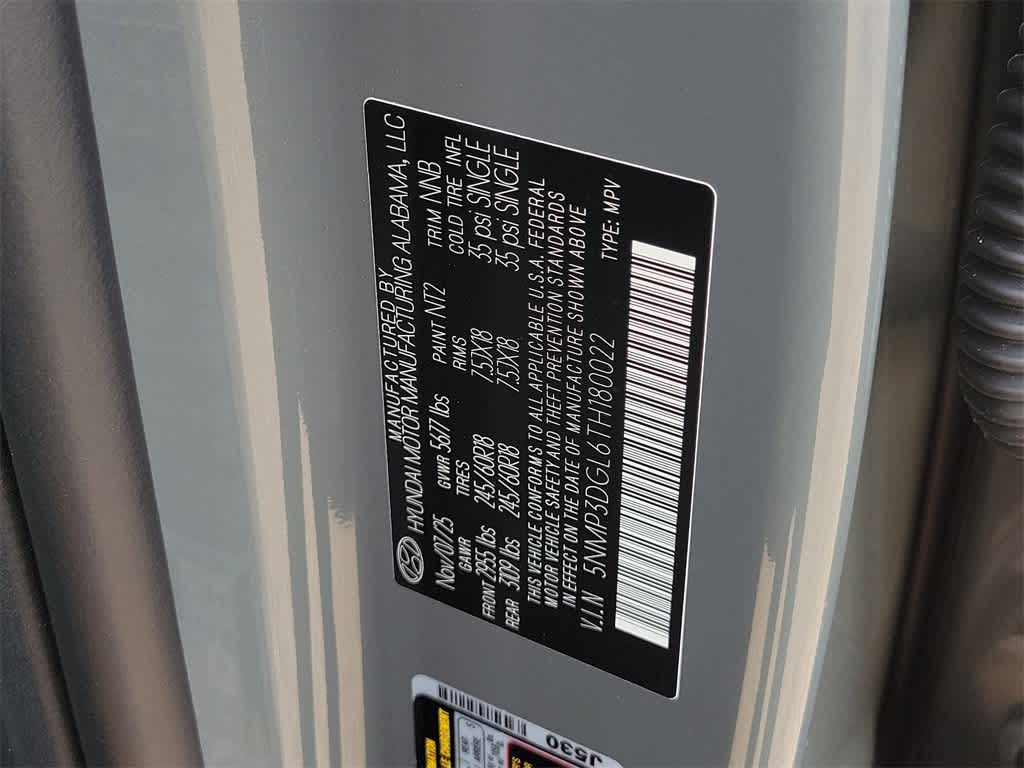 MANUFACTURED BY
HYUNDAI MOTOR MANUFACTURING ALABAMA, LLC
Nov/07/25 GVWR 5677 lbs PAINT NT2 TRIM NNB
GAWR TIRES RIMS COLD TIRE INFL
FRONT 2955 lbs 245/60R18 7.5JX18 35 psi SINGLE
REAR 3109 lbs 245/60R18 7.5JX18 35 psi SINGLE
THIS VEHICLE CONFORMS TO ALL APPLICABLE U.S.A. FEDERAL
MOTOR VEHICLE SAFETY AND THEFT PREVENTION STANDARDS
IN EFFECT ON THE DATE OF MANUFACTURE SHOWN ABOVE
V.I.N 5NMP3DGL6TH180022 TYPE: MPV
J530